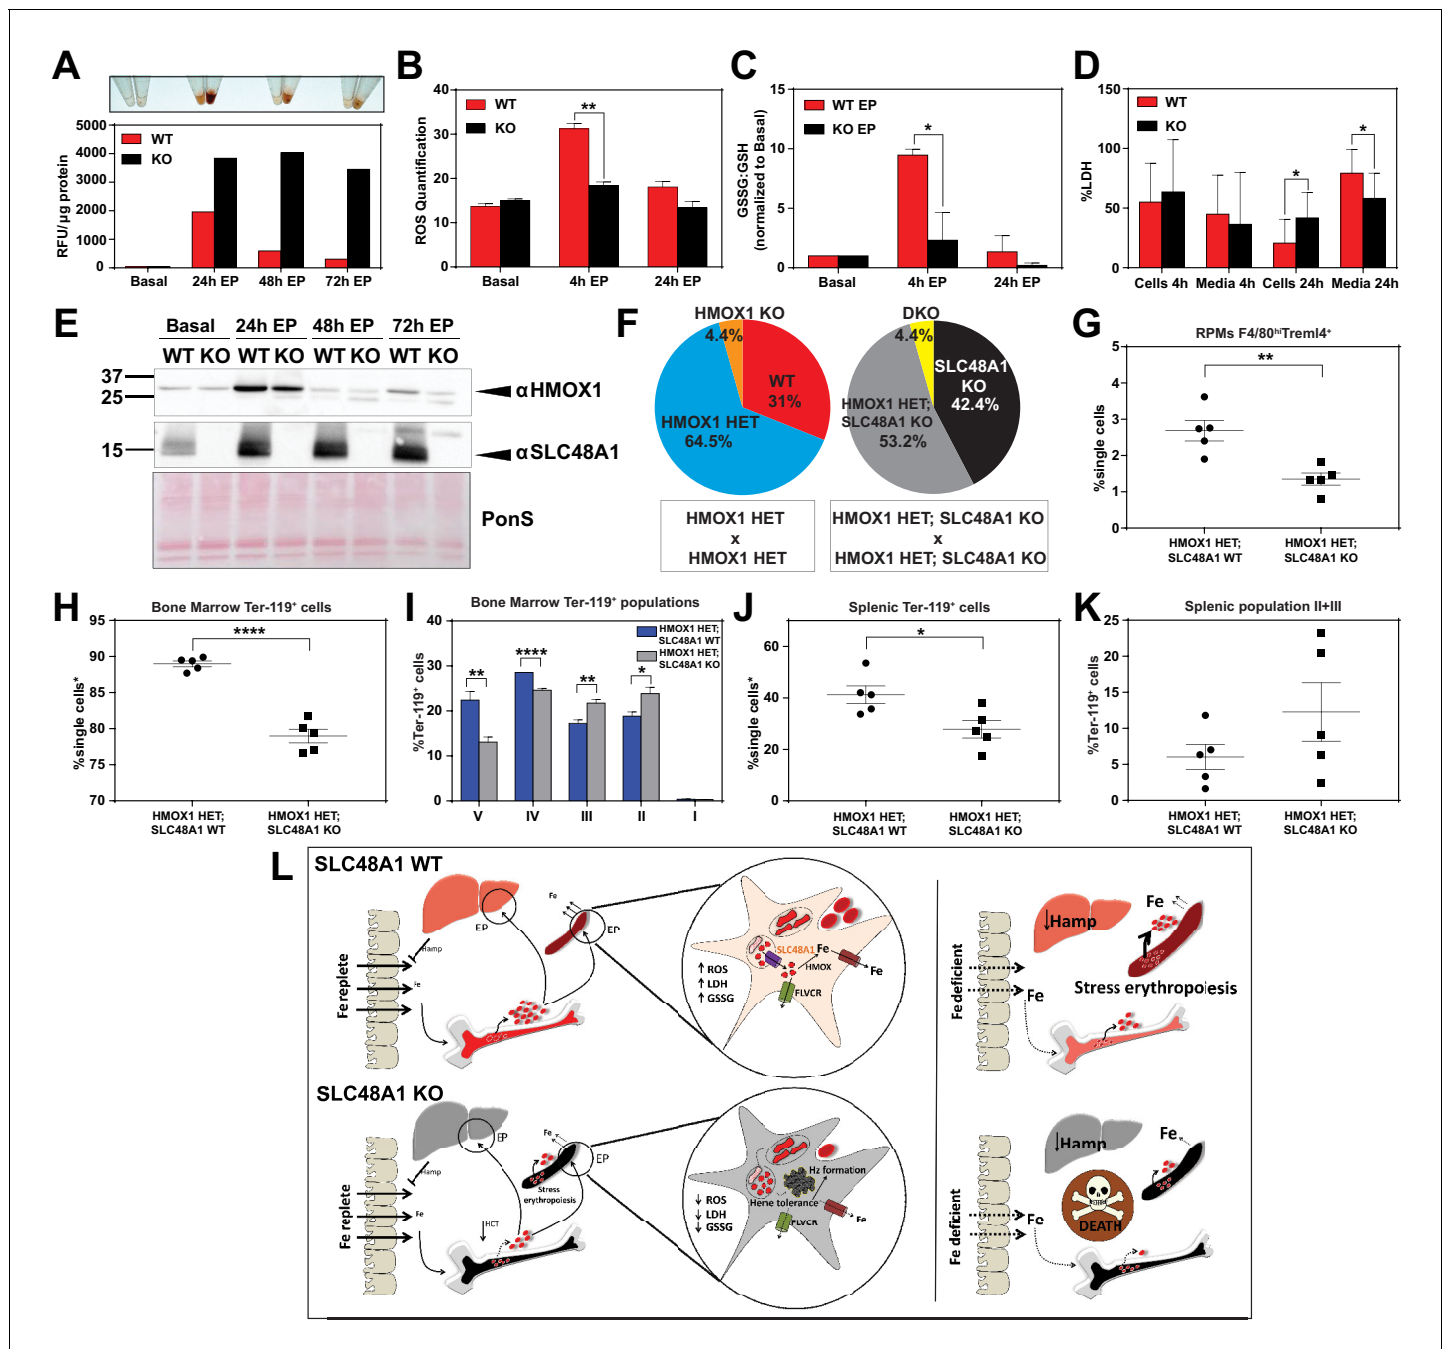 A
5000
4000
3000
2000
1000
0
RFU/ µg protein
WT
KO
Basal
24h EP
48h EP
72h EP
B
40
30
20
10
0
ROS Quantification
WT
KO
**
Basal
4h EP
24h EP
C
15
10
5
0
GSSG:GSH
(normalized to Basal)
WT EP
KO EP
*
Basal
4h EP
24h EP
D
150
100
50
0
%LDH
WT
KO
*
*
Cells 4h
Media 4h
Cells 24h
Media 24h
E
Basal
24h EP
48h EP
72h EP
WT KO WT KO WT KO WT KO
37
25
αHMOX1
15
αSLC48A1
PonS
F
HMOX1 KO
4.4%
WT
31%
HMOX1 HET
64.5%
DKO
4.4%
SLC48A1
KO
42.4%
HMOX1 HET;
SLC48A1 KO
53.2%
HMOX1 HET
x
HMOX1 HET
HMOX1 HET; SLC48A1 KO
x
HMOX1 HET; SLC48A1 KO
G
RPMs F4/80hiTreml4+
5
4
3
2
1
0
%single cells
**
HMOX1 HET;
SLC48A1 WT
HMOX1 HET;
SLC48A1 KO
H
Bone Marrow Ter-119+ cells
95
90
85
80
75
70
%single cells*
****
HMOX1 HET;
SLC48A1 WT
HMOX1 HET;
SLC48A1 KO
I
Bone Marrow Ter-119+ populations
40
30
20
10
0
%Ter-119+ cells
HMOX1 HET;
SLC48A1 WT
HMOX1 HET;
SLC48A1 KO
**
****
**
*
V
IV
III
II
I
J
Splenic Ter-119+ cells
60
40
20
0
%single cells*
*
HMOX1 HET;
SLC48A1 WT
HMOX1 HET;
SLC48A1 KO
K
Splenic population II+III
25
20
15
10
5
0
%Ter-119+ cells
HMOX1 HET;
SLC48A1 WT
HMOX1 HET;
SLC48A1 KO
L
SLC48A1 WT
Fe replete
Hamp
Fe
EP
Fe
EP
SLC48A1
Fe
HMOX
Fe
FLVCR
ROS
LDH
GSSG
Fe deficient
Hamp
Fe
Fe
Stress erythropoiesis
SLC48A1 KO
Fe replete
Hamp
Fe
EP
Fe
EP
Stress
erythropoiesis
HCT
Hz formation
Heme tolerance
FLVCR
Fe
ROS
LDH
GSSG
Fe deficient
Hamp
Fe
Fe
DEATH